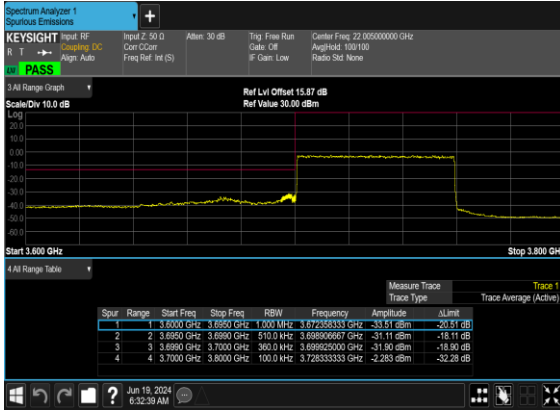 Spectrum Analyzer 1
Spurious Emissions
+
KEYSIGHT
R T
PASS
Input: RF
Coupling: DC
Align: Auto
Input Z: 50 Ω
Corr CCorr
Freq Ref: Int (S)
Atten: 30 dB
Trig: Free Run
Gate: Off
IF Gain: Low
Center Freq: 22.005000000 GHz
Avg|Hold: 100/100
Radio Std: None
3 All Range Graph
Scale/Div 10.0 dB
Ref Lvl Offset 15.87 dB
Ref Value 30.00 dBm
Log
20.0
10.0
0.00
-10.0
-20.0
-30.0
-40.0
-50.0
-60.0
Start 3.600 GHz
Stop 3.800 GH
4 All Range Table
Measure Trace Trace 1
Trace Type Trace Average (Active)
Spur Range Start Freq Stop Freq RBW Frequency Amplitude ΔLimit
1 1 3.6000 GHz 3.6950 GHz 1.000 MHz 3.672358333 GHz -33.51 dBm -20.51 dB
2 2 3.6950 GHz 3.6990 GHz 510.0 kHz 3.698906667 GHz -31.11 dBm -18.11 dB
3 3 3.6990 GHz 3.7000 GHz 360.0 kHz 3.699925000 GHz -31.90 dBm -18.90 dB
4 4 3.7000 GHz 3.8000 GHz 100.0 kHz 3.728333333 GHz -2.283 dBm -32.28 dB
?
Jun 19, 2024
6:32:39 AM